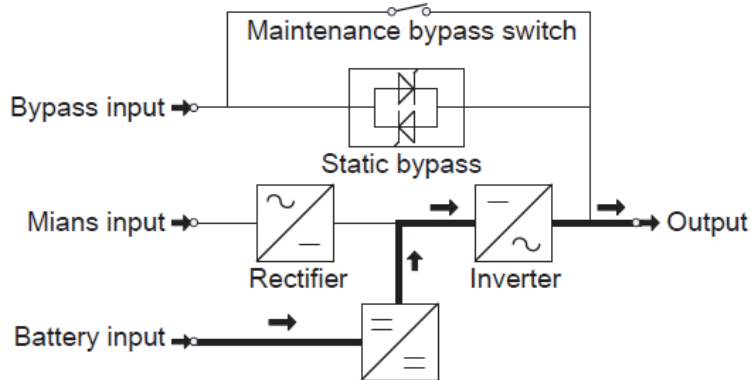 Maintenance bypass switch
Bypass input
Static bypass
Mians input
Output
Rectifier
Inverter
Battery input